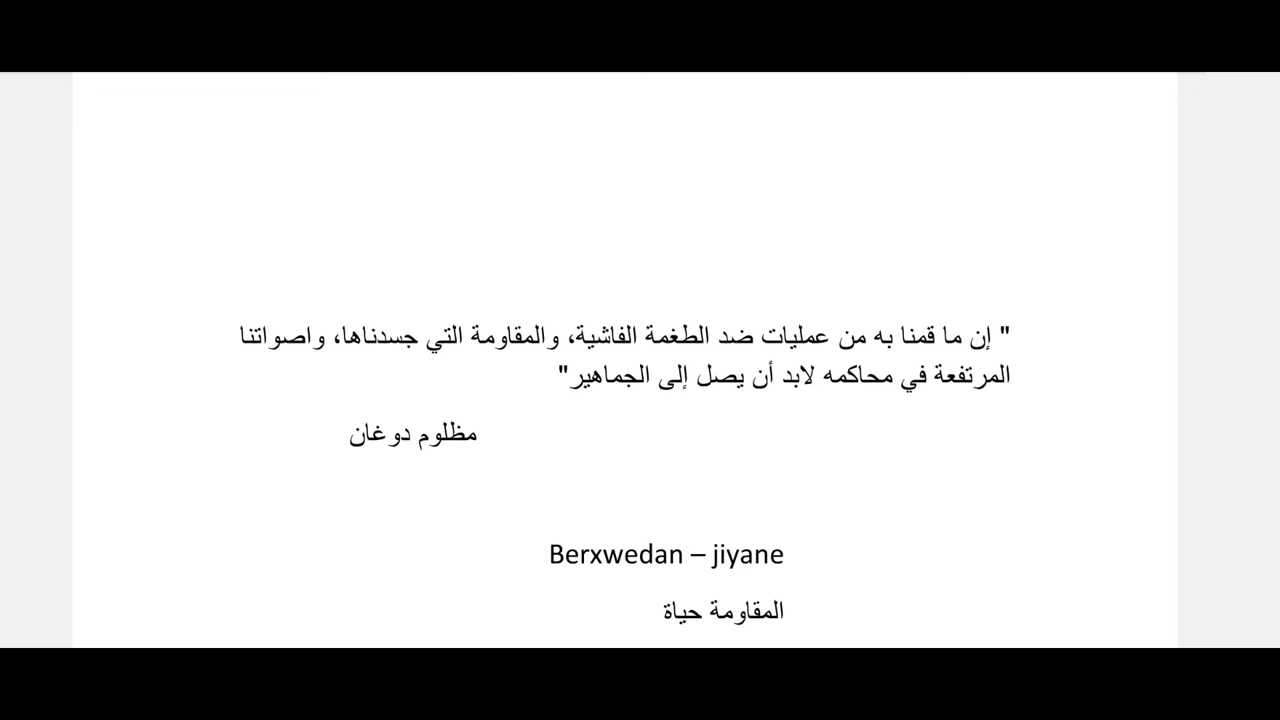 " إن ما قمنا به من عمليات ضد الطغمة الفاشية، والمقاومة التي جسدناها، واصواتنا
المرتفعة في محاكمه لابد أن يصل إلى الجماهير"
مظلوم دوغان
Berxwedan – jiyane
المقاومة حياة